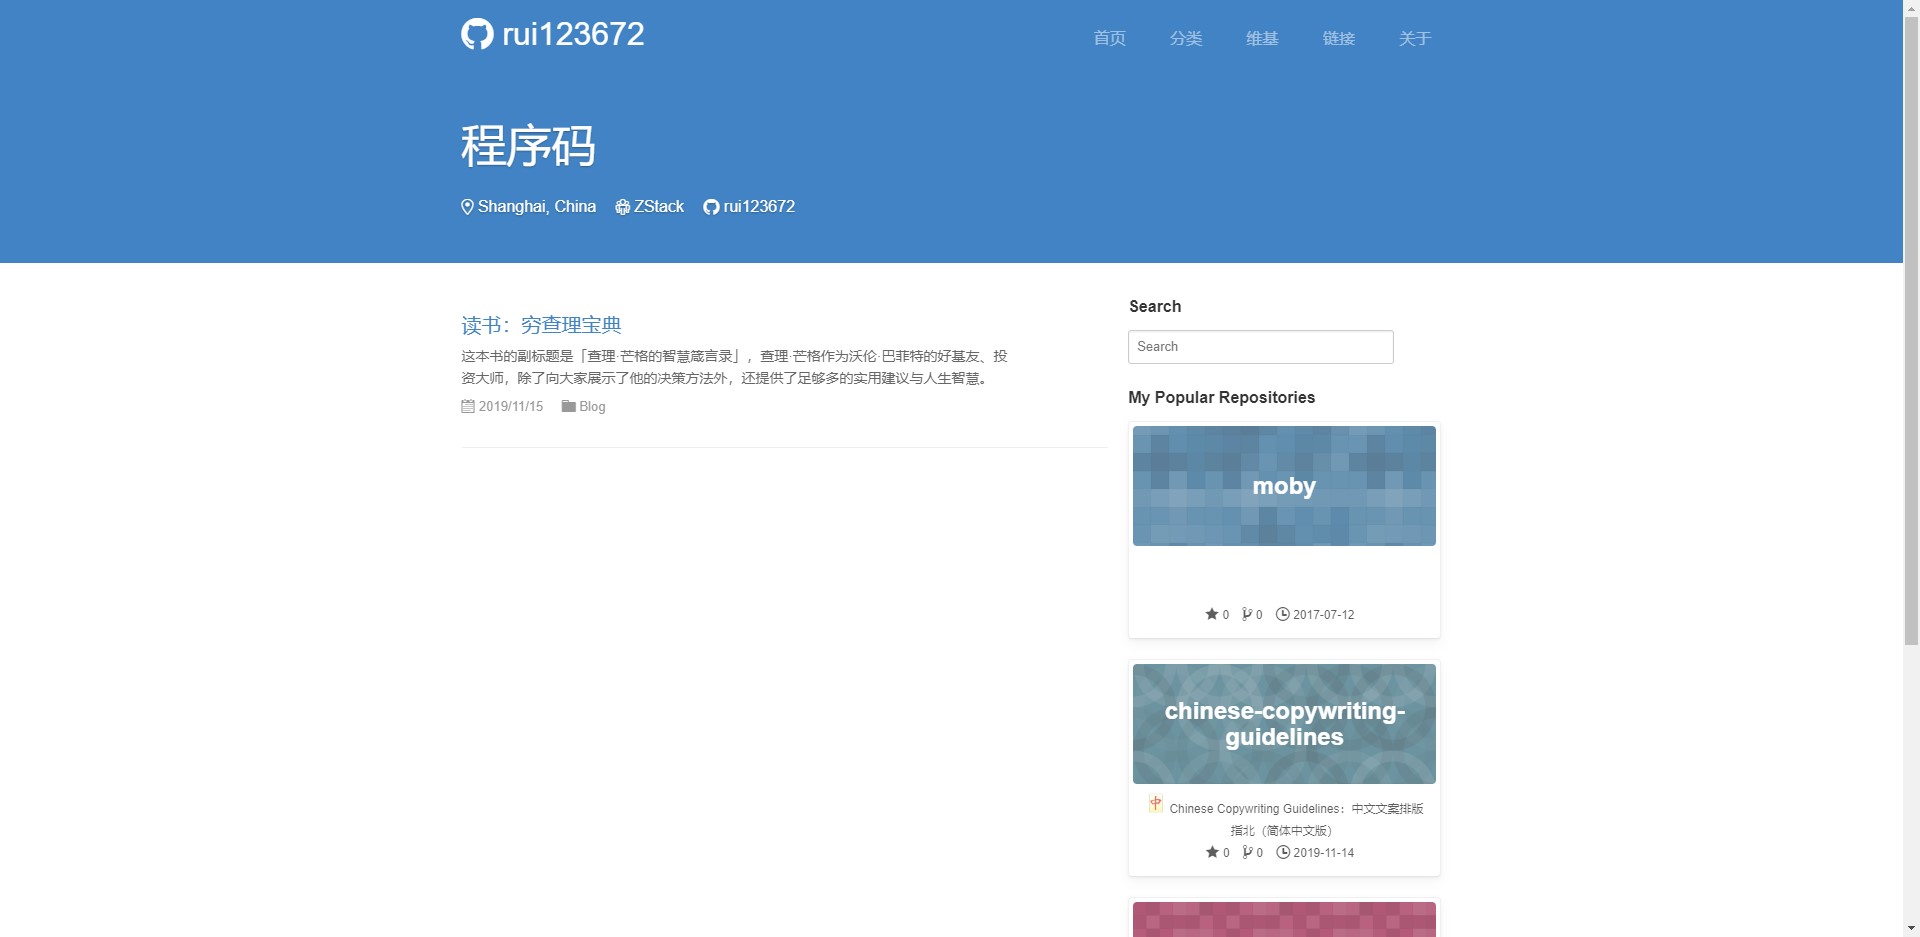 rui123672
首页 分类 维基 链接 关于
程序码
Shanghai, China ZStack rui123672
读书：穷查理宝典
这本书的副标题是「查理·芒格的智慧箴言录」，查理·芒格作为沃伦·巴菲特的好基友、投
资大师，除了向大家展示了他的决策方法外，还提供了足够多的实用建议与人生智慧。
2019/11/15 Blog
Search
Search
My Popular Repositories
moby
0 0 2017-07-12
chinese-copywriting-
guidelines
🀄 Chinese Copywriting Guidelines：中文文案排版
指北（简体中文版）
0 0 2019-11-14